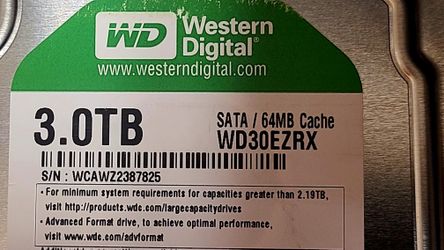 WD Western
Digital®
www.westerndigital.com
3.0TB
SATA / 64MB Cache
WD30EZRX
S/N : WCAWZ2387825
• For minimum system requirements for capacities greater than 2.19TB,
visit http://products.wdc.com/largecapacitydrives
• Advanced Format drive, to achieve optimal performance,
visit www.wdc.com/advformat